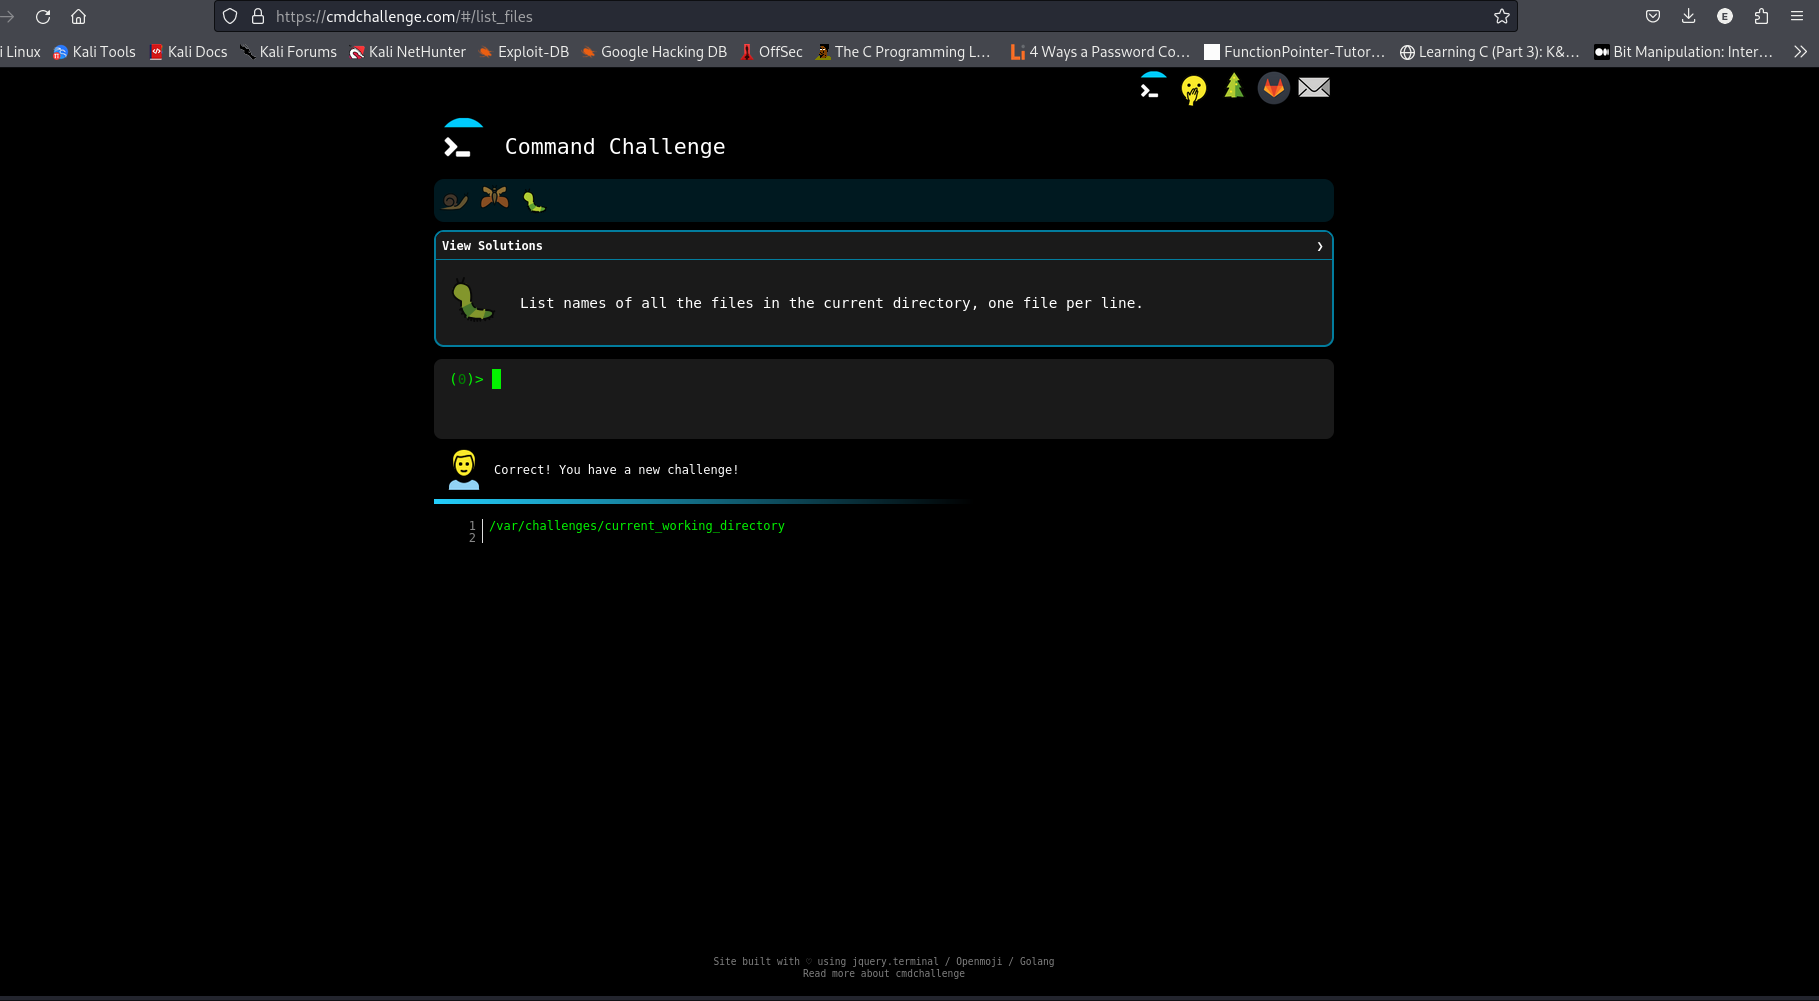 https://cmdchallenge.com/#/list_files
i Linux Kali Tools Kali Docs Kali Forums Kali NetHunter Exploit-DB Google Hacking DB OffSec The C Programming L… 4 Ways a Password Co… FunctionPointer-Tutor… Learning C (Part 3): K&… Bit Manipulation: Inter…
Command Challenge
View Solutions
List names of all the files in the current directory, one file per line.
(0)>
Correct! You have a new challenge!
1 /var/challenges/current_working_directory
2
Site built with ♡ using jquery.terminal / Openmoji / Golang
Read more about cmdchallenge